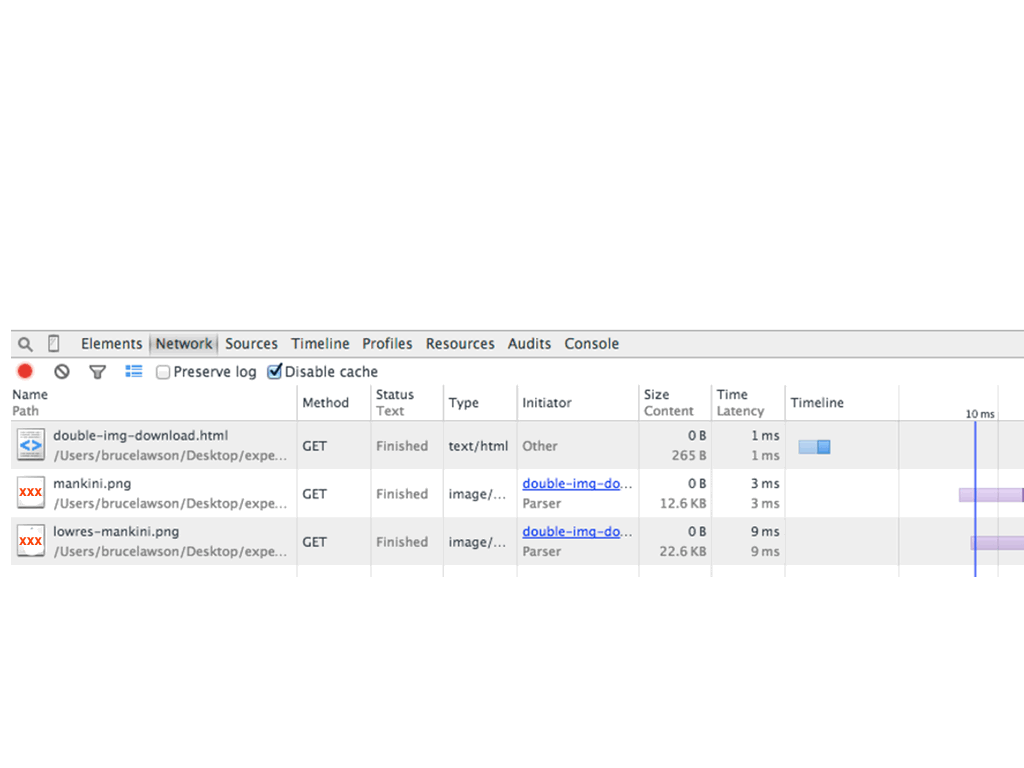 Elements Network Sources Timeline Profiles Resources Audits Console
Preserve log Disable cache
Name Path Method Status Text Type Initiator Size Content Time Latency Timeline 10 ms
double-img-download.html GET Finished text/html Other 0 B 1 ms
/Users/brucelawson/Desktop/expe... 265 B 1 ms
mankini.png GET Finished image/... double-img-do... 0 B 3 ms
/Users/brucelawson/Desktop/expe... Parser 12.6 KB 3 ms
lowres-mankini.png GET Finished image/... double-img-do... 0 B 9 ms
/Users/brucelawson/Desktop/expe... Parser 22.6 KB 9 ms
XXX
XXX